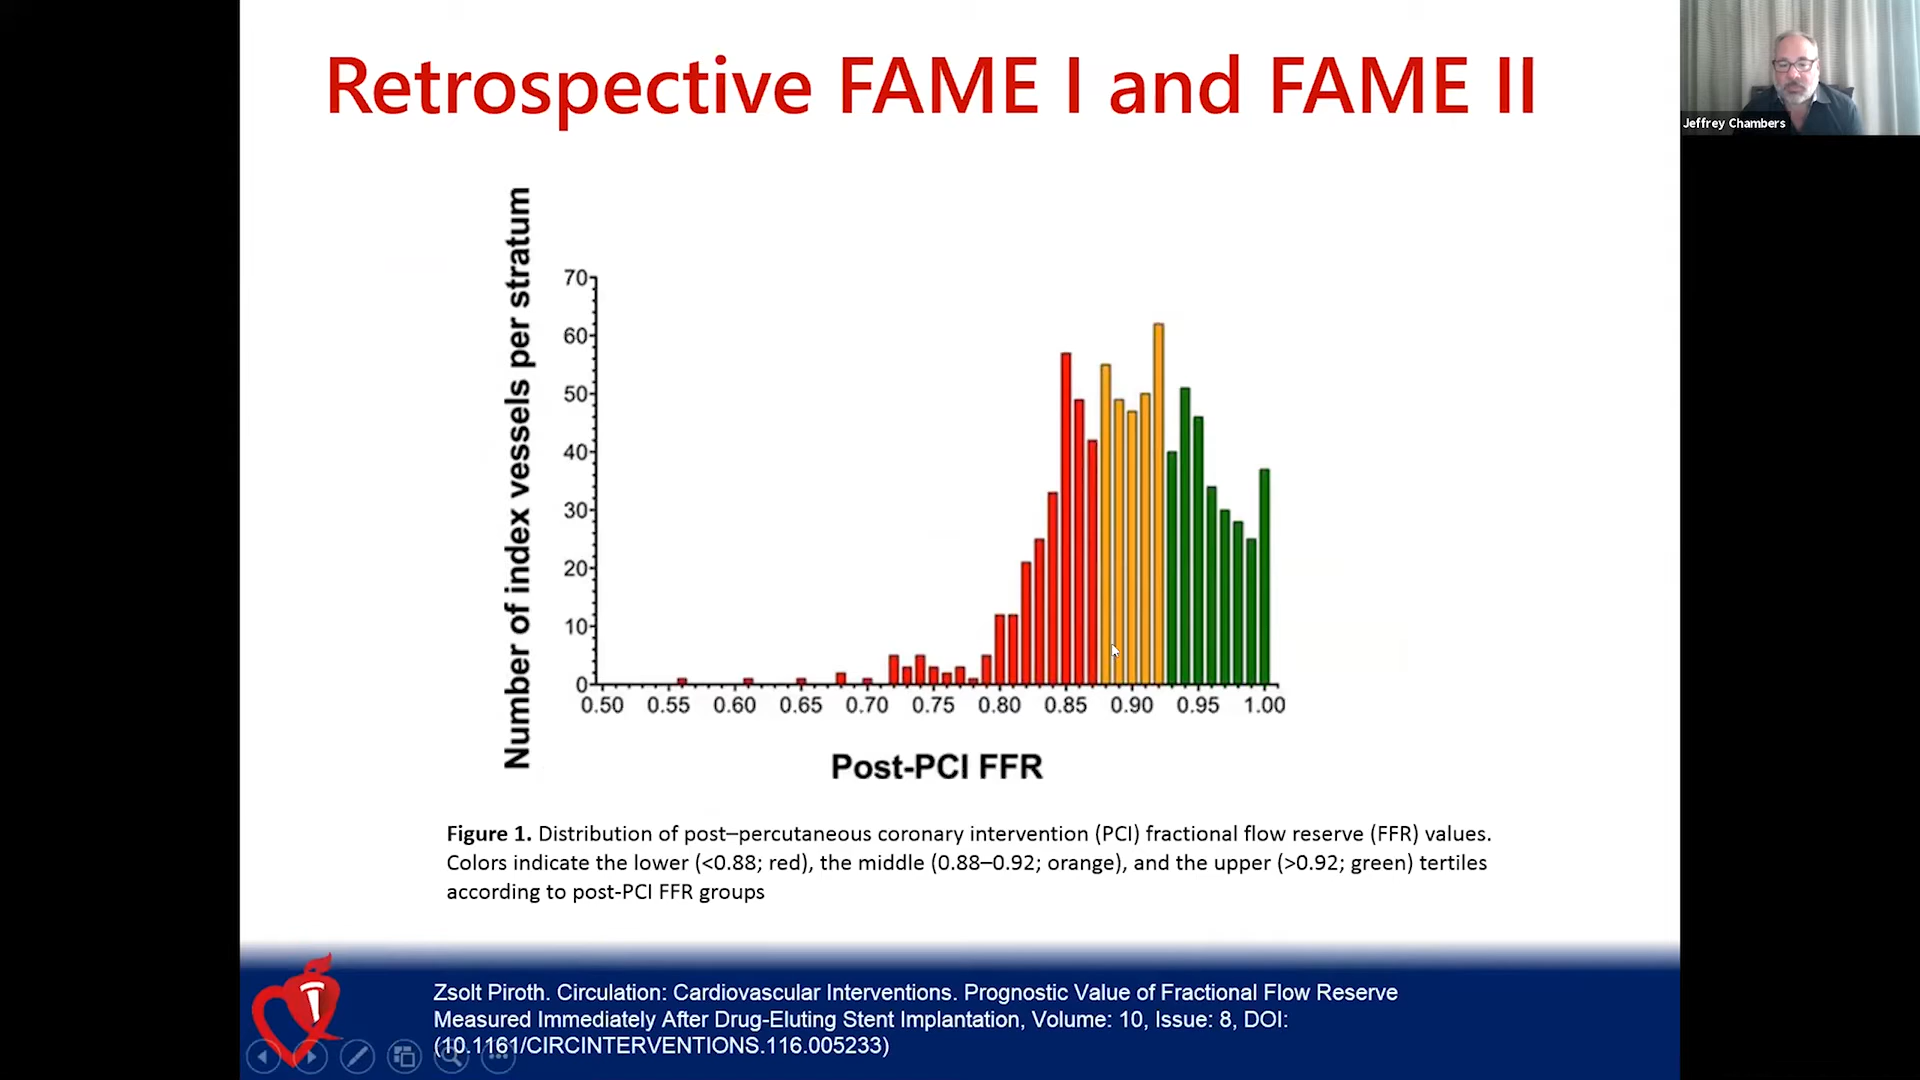 Retrospective FAME I and FAME II
Jeffrey Chambers
Number of index vessels per stratum
70
60
50
40
30
20
10
0
0.50 0.55 0.60 0.65 0.70 0.75 0.80 0.85 0.90 0.95 1.00
Post-PCI FFR
Figure 1. Distribution of post–percutaneous coronary intervention (PCI) fractional flow reserve (FFR) values.
Colors indicate the lower (<0.88; red), the middle (0.88–0.92; orange), and the upper (>0.92; green) tertiles
according to post-PCI FFR groups
Zsolt Piroth. Circulation: Cardiovascular Interventions. Prognostic Value of Fractional Flow Reserve
Measured Immediately After Drug-Eluting Stent Implantation, Volume: 10, Issue: 8, DOI:
(10.1161/CIRCINTERVENTIONS.116.005233)